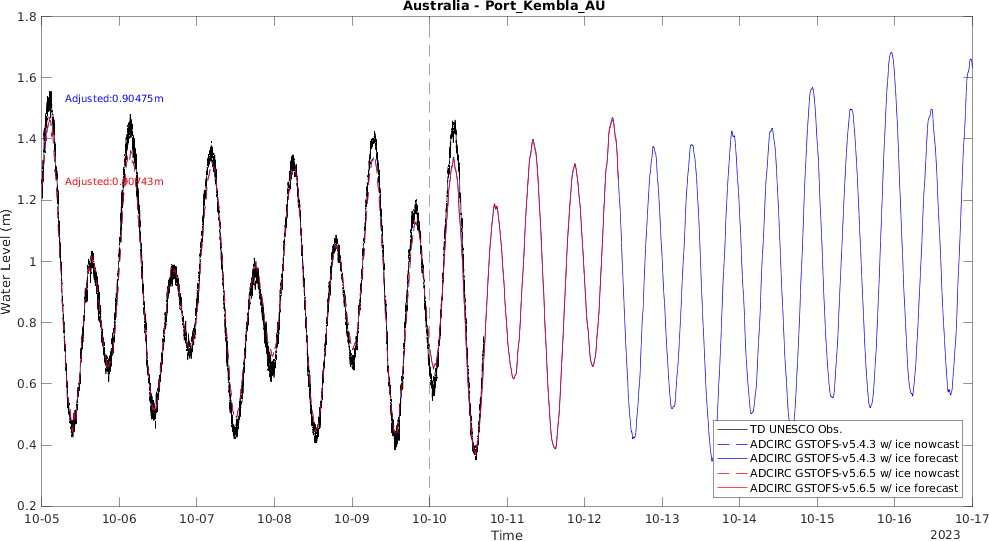 Australia - Port_Kembla_AU
Water Level (m)
1.8
1.6
1.4
1.2
1
0.8
0.6
0.4
0.2
Adjusted:0.90475m
Adjusted:0.90743m
TD UNESCO Obs.
ADCIRC GSTOFS-v5.4.3 w/ ice nowcast
ADCIRC GSTOFS-v5.4.3 w/ ice forecast
ADCIRC GSTOFS-v5.6.5 w/ ice nowcast
ADCIRC GSTOFS-v5.6.5 w/ ice forecast
10-05 10-06 10-07 10-08 10-09 10-10 10-11 10-12 10-13 10-14 10-15 10-16 10-17
Time
2023